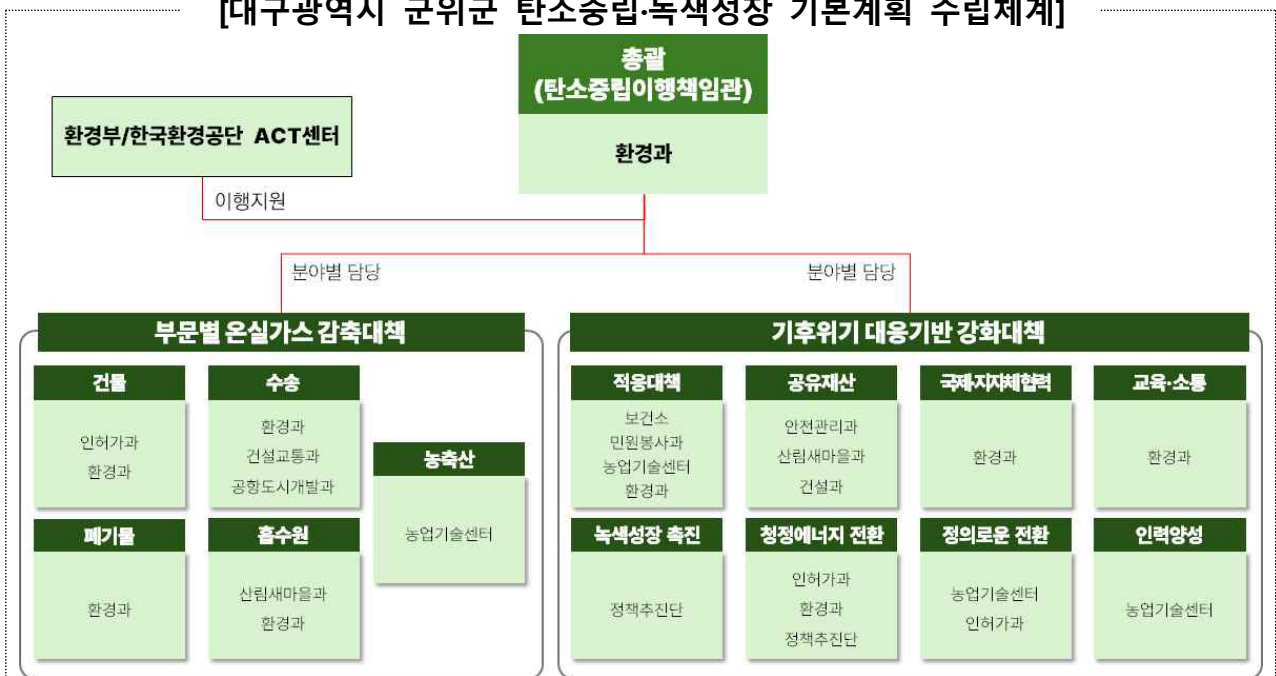 [대구광역시 군위군 탄소중립·녹색성장 기본계획 수립체계]
총괄
(탄소중립이행책임관)
환경과
환경부/한국환경공단 ACT센터
이행지원
분야별 담당
분야별 담당
부문별 온실가스 감축대책
건물
인허가과
환경과
수송
환경과
건설교통과
공항도시개발과
농축산
농업기술센터
폐기물
환경과
흡수원
산림새마을과
환경과
기후위기 대응기반 강화대책
적응대책
보건소
민원봉사과
농업기술센터
환경과
공유재산
안전관리과
산림새마을과
건설과
국제·지자체협력
환경과
교육·소통
환경과
녹색성장 촉진
정책추진단
청정에너지 전환
인허가과
환경과
정책추진단
정의로운 전환
농업기술센터
인허가과
인력양성
농업기술센터